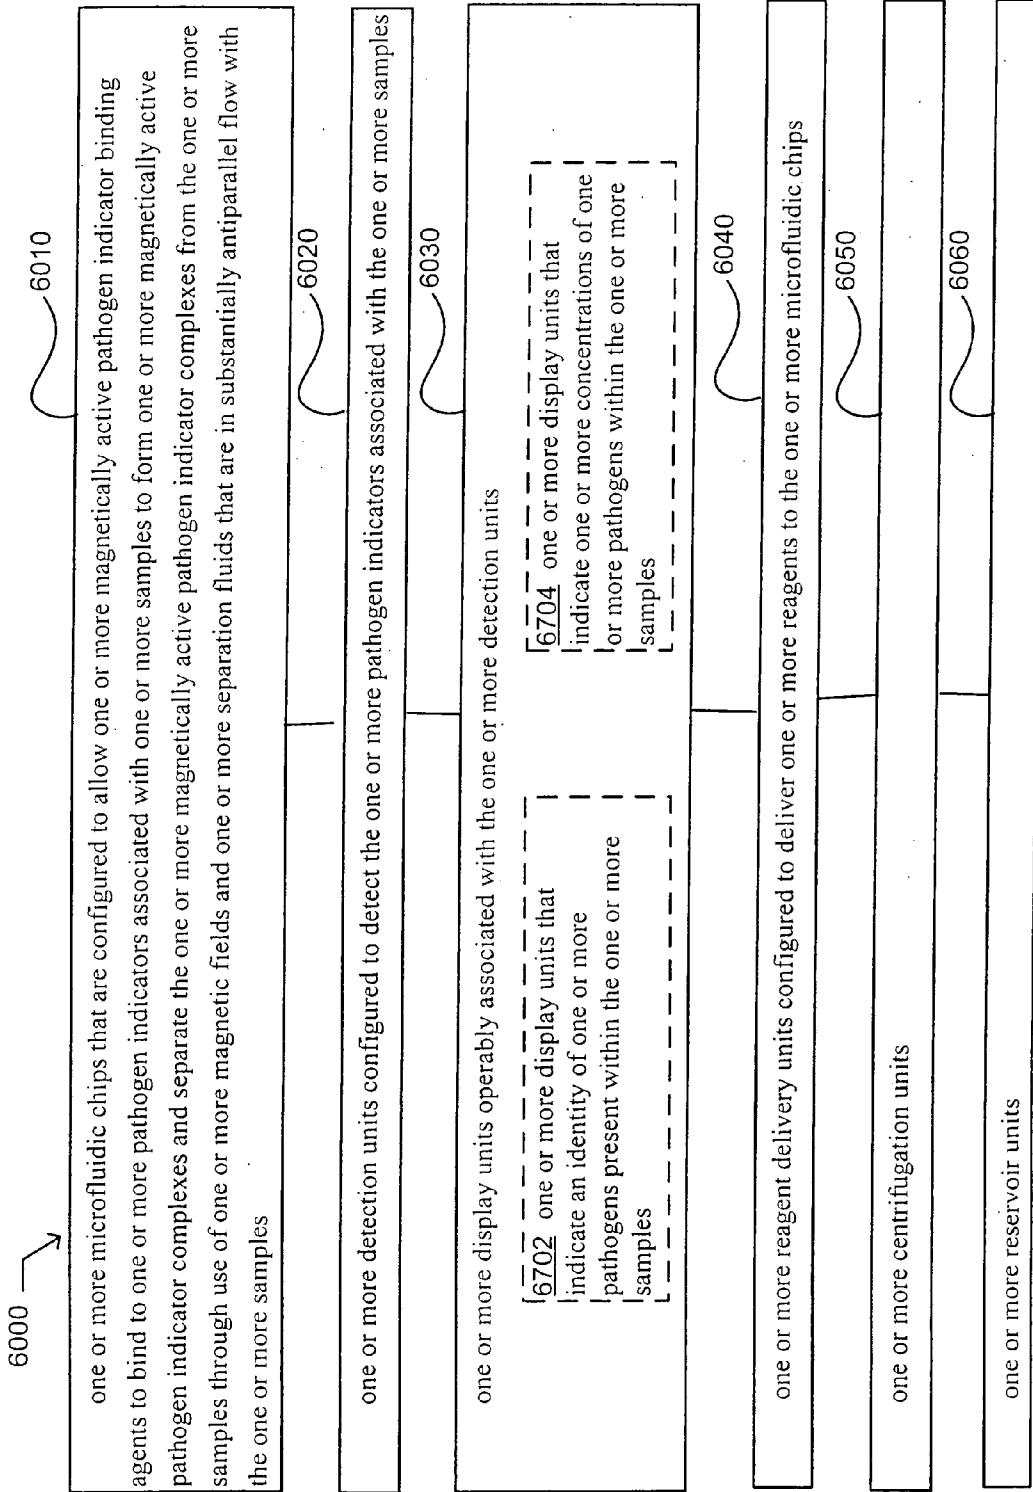 6000
6010
one or more microfluidic chips that are configured to allow one or more magnetically active pathogen indicator binding
agents to bind to one or more pathogen indicators associated with one or more samples to form one or more magnetically active
pathogen indicator complexes and separate the one or more magnetically active pathogen indicator complexes from the one or more
samples through use of one or more magnetic fields and one or more separation fluids that are in substantially antiparallel flow with
the one or more samples
6020
one or more detection units configured to detect the one or more pathogen indicators associated with the one or more samples
6030
one or more display units operably associated with the one or more detection units
6702 one or more display units that
indicate an identity of one or more
pathogens present within the one or more
samples
6704 one or more display units that
indicate one or more concentrations of one
or more pathogens within the one or more
samples
6040
one or more reagent delivery units configured to deliver one or more reagents to the one or more microfluidic chips
6050
one or more centrifugation units
6060
one or more reservoir units